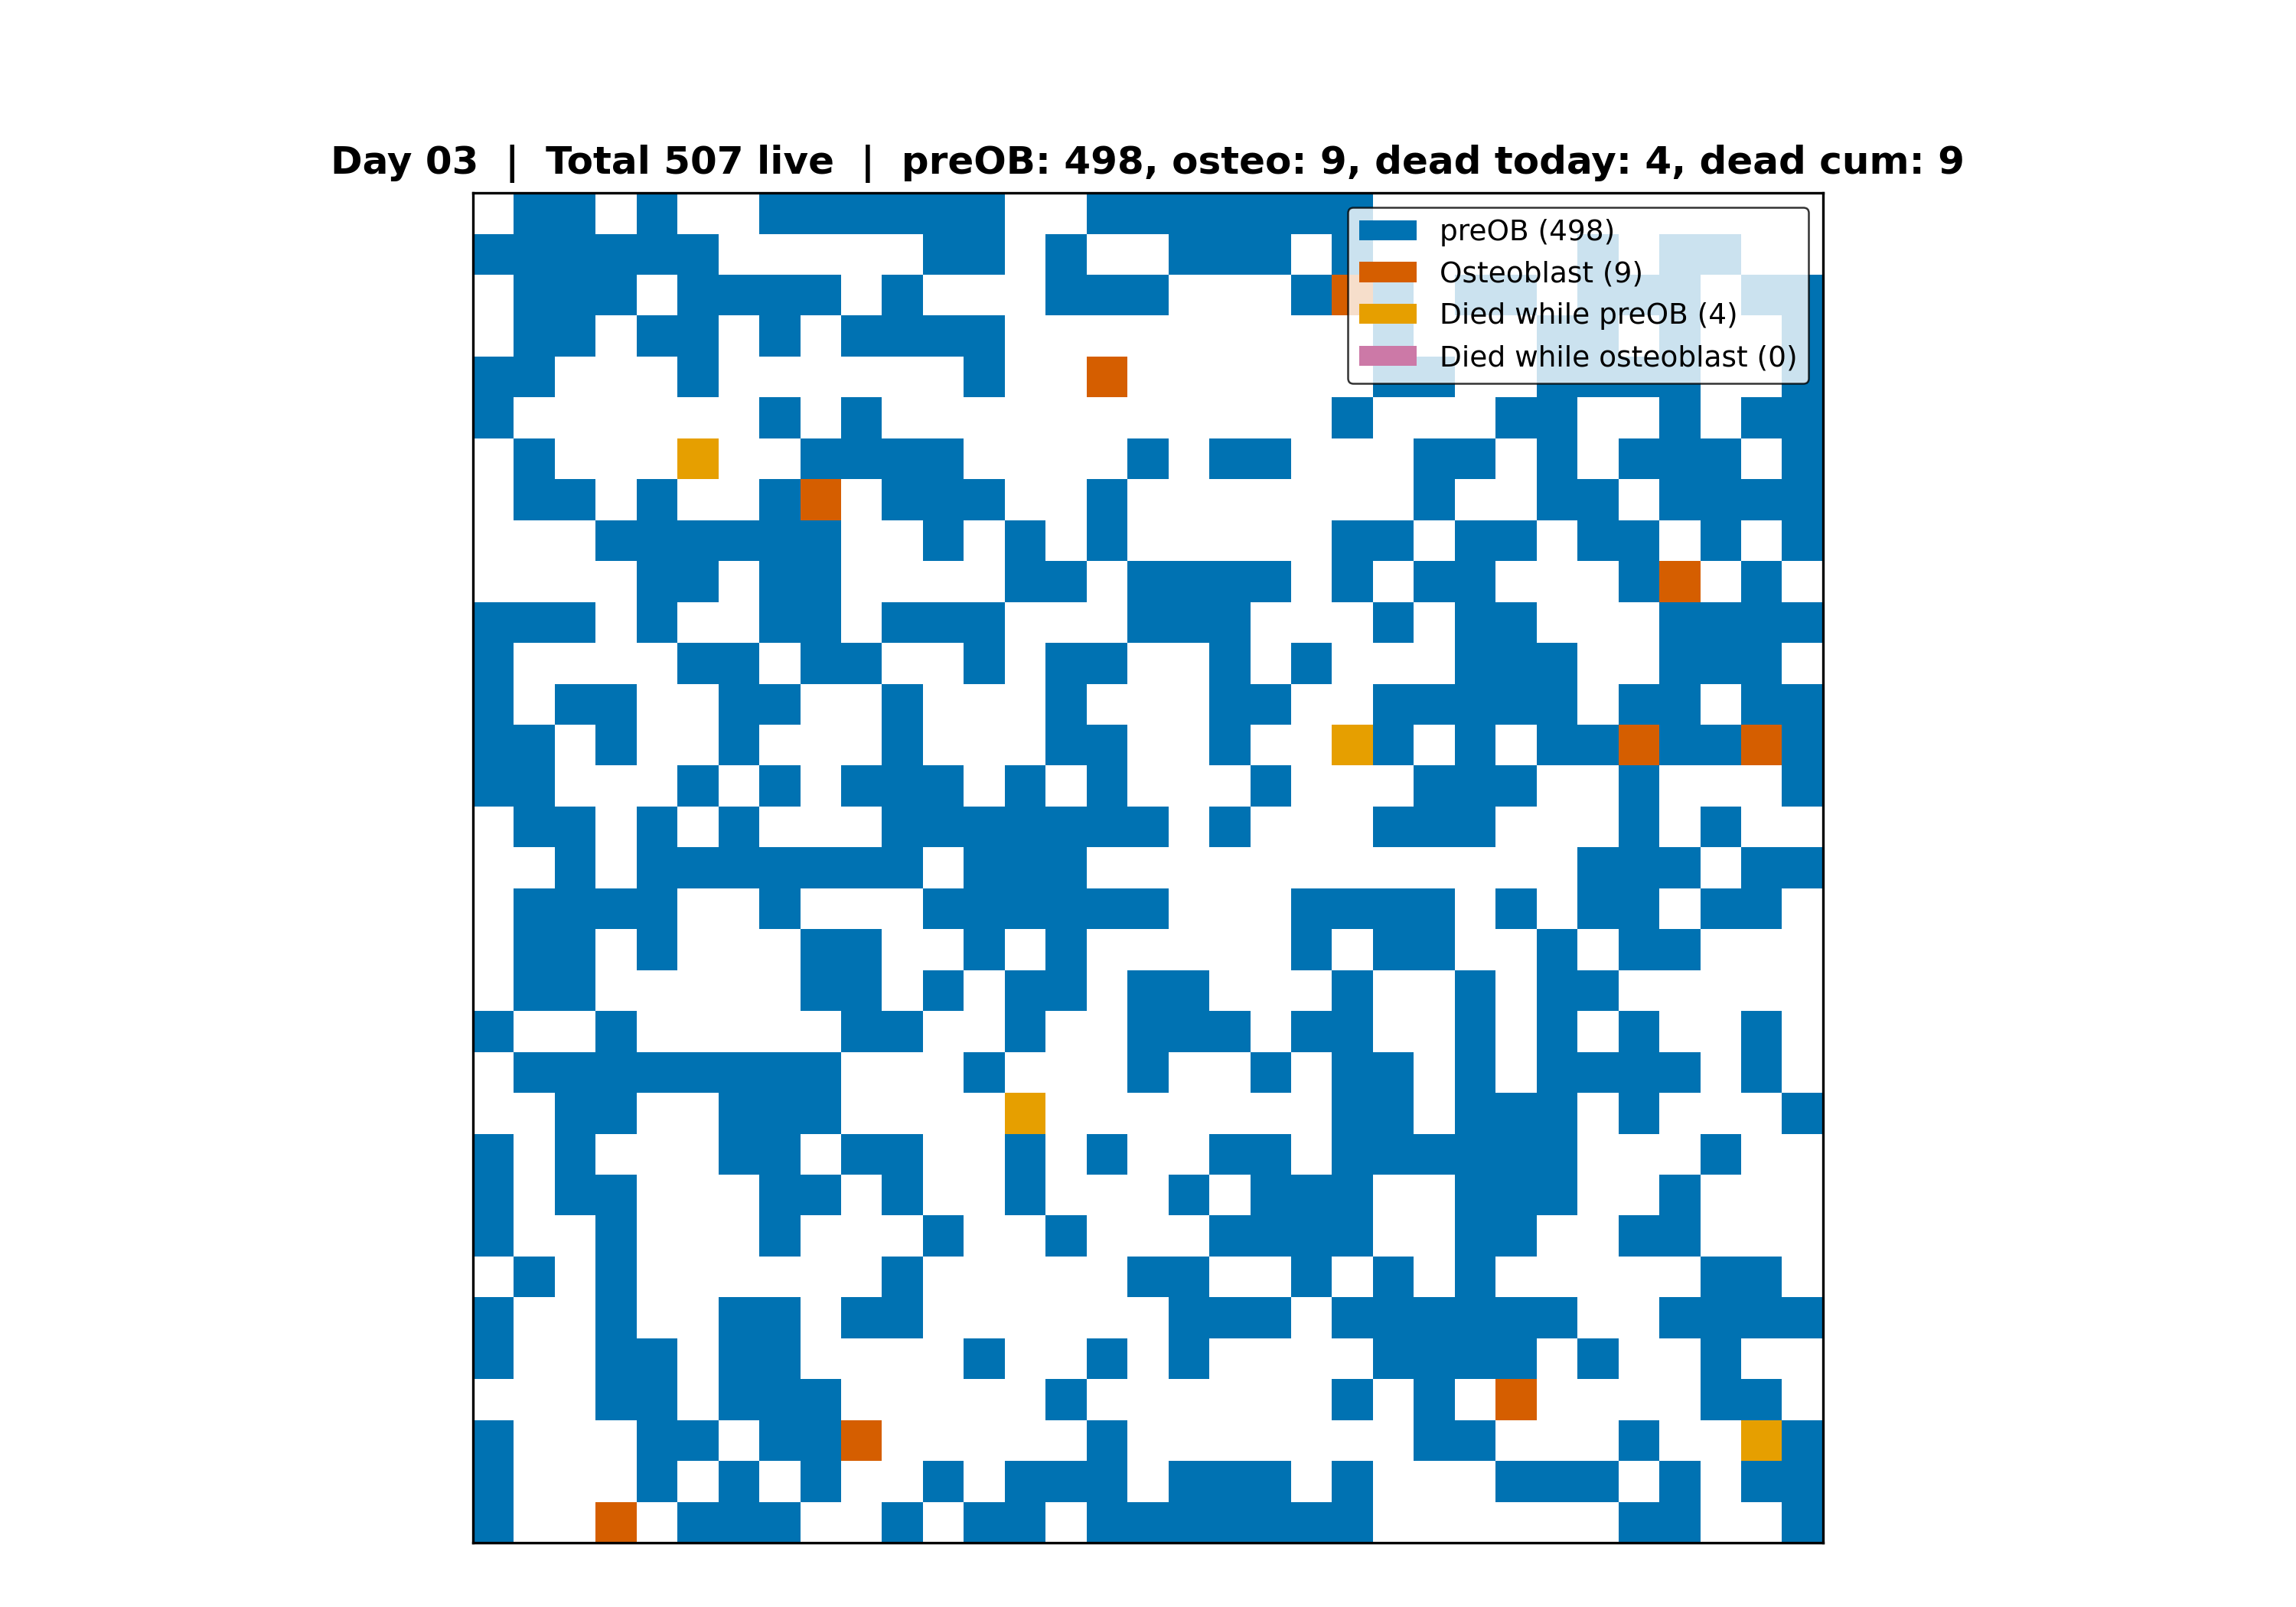 Day 03 | Total 507 live | preOB: 498, osteo: 9, dead today: 4, dead cum: 9
preOB (498)
Osteoblast (9)
Died while preOB (4)
Died while osteoblast (0)